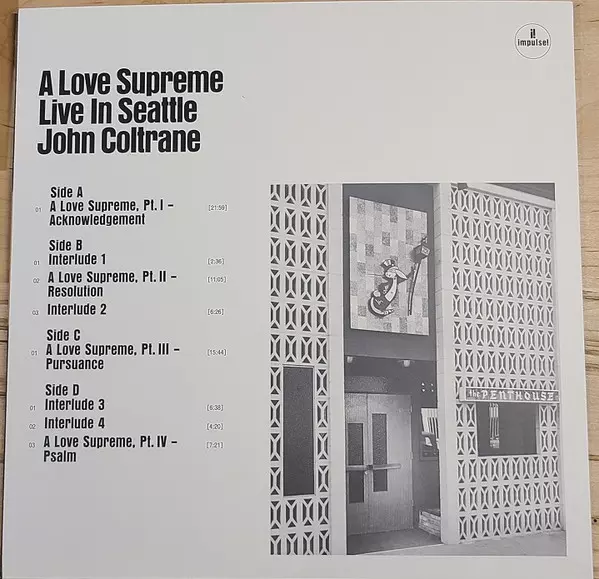 i!
impulse!
A Love Supreme
Live In Seattle
John Coltrane
Side A
01 A Love Supreme, Pt. I – [21:59]
Acknowledgement
Side B
01 Interlude 1 [2:36]
02 A Love Supreme, Pt. II – [11:05]
Resolution
03 Interlude 2 [6:26]
Side C
01 A Love Supreme, Pt. III – [15:44]
Pursuance
Side D
01 Interlude 3 [6:38]
02 Interlude 4 [4:20]
03 A Love Supreme, Pt. IV – [7:21]
Psalm
the PENTHOUSE